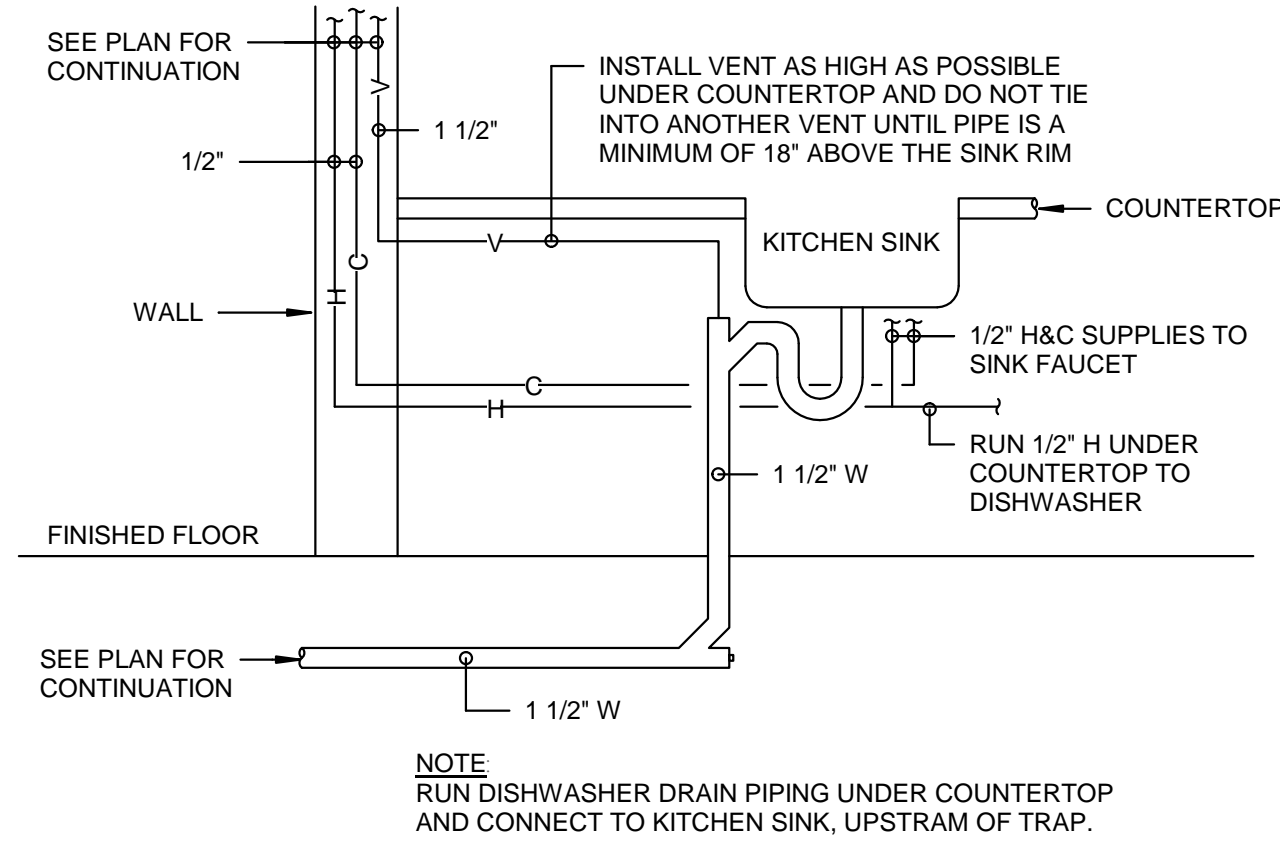 SEE PLAN FOR
CONTINUATION
V
1 1/2"
1/2"
INSTALL VENT AS HIGH AS POSSIBLE
UNDER COUNTERTOP AND DO NOT TIE
INTO ANOTHER VENT UNTIL PIPE IS A
MINIMUM OF 18" ABOVE THE SINK RIM
COUNTERTOP
V
KITCHEN SINK
C
H
WALL
1/2" H&C SUPPLIES TO
SINK FAUCET
C
H
RUN 1/2" H UNDER
COUNTERTOP TO
DISHWASHER
1 1/2" W
FINISHED FLOOR
SEE PLAN FOR
CONTINUATION
1 1/2" W
NOTE:
RUN DISHWASHER DRAIN PIPING UNDER COUNTERTOP
AND CONNECT TO KITCHEN SINK, UPSTRAM OF TRAP.